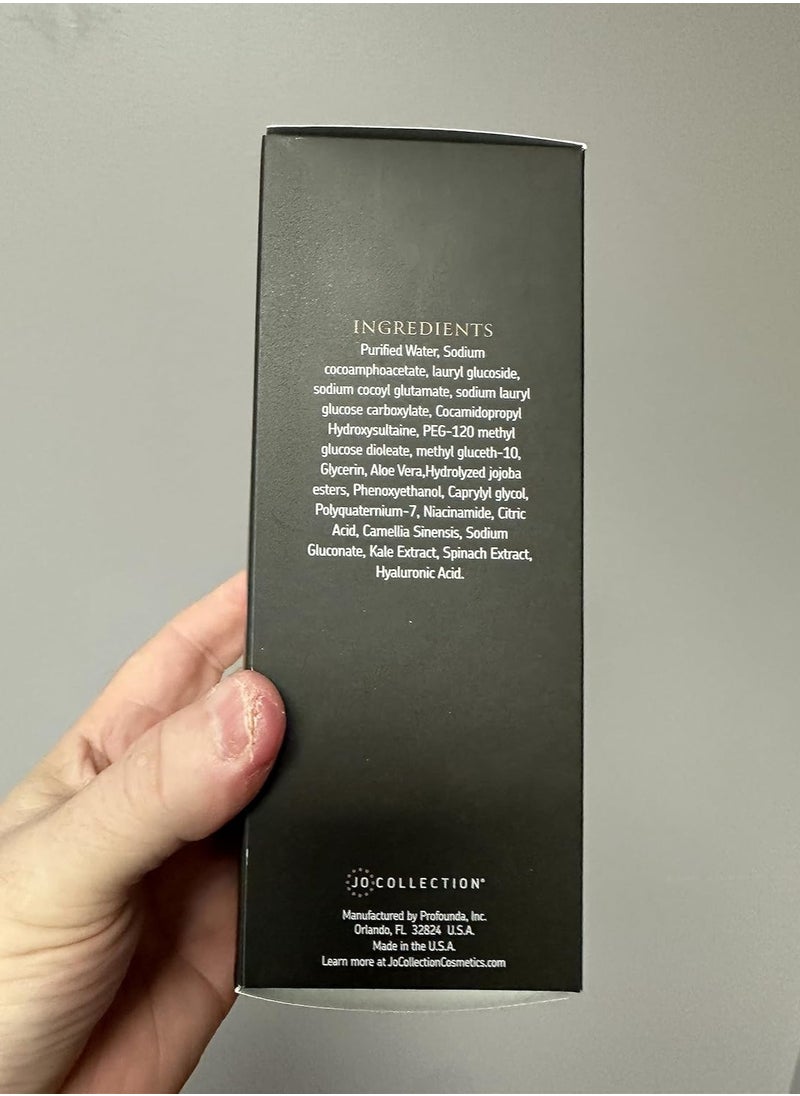 INGREDIENTS
Purified Water, Sodium
cocoamphoacetate, lauryl glucoside,
sodium cocoyl glutamate, sodium lauryl
glucose carboxylate, Cocamidopropyl
Hydroxysultaine, PEG-120 methyl
glucose dioleate, methyl gluceth-10,
Glycerin, Aloe Vera,Hydrolyzed jojoba
esters, Phenoxyethanol, Caprylyl glycol,
Polyquaternium-7, Niacinamide, Citric
Acid, Camellia Sinensis, Sodium
Gluconate, Kale Extract, Spinach Extract,
Hyaluronic Acid.
JO COLLECTION®
Manufactured by Profounda, Inc.
Orlando, FL 32824 U.S.A.
Made in the U.S.A.
Learn more at JoCollectionCosmetics.com